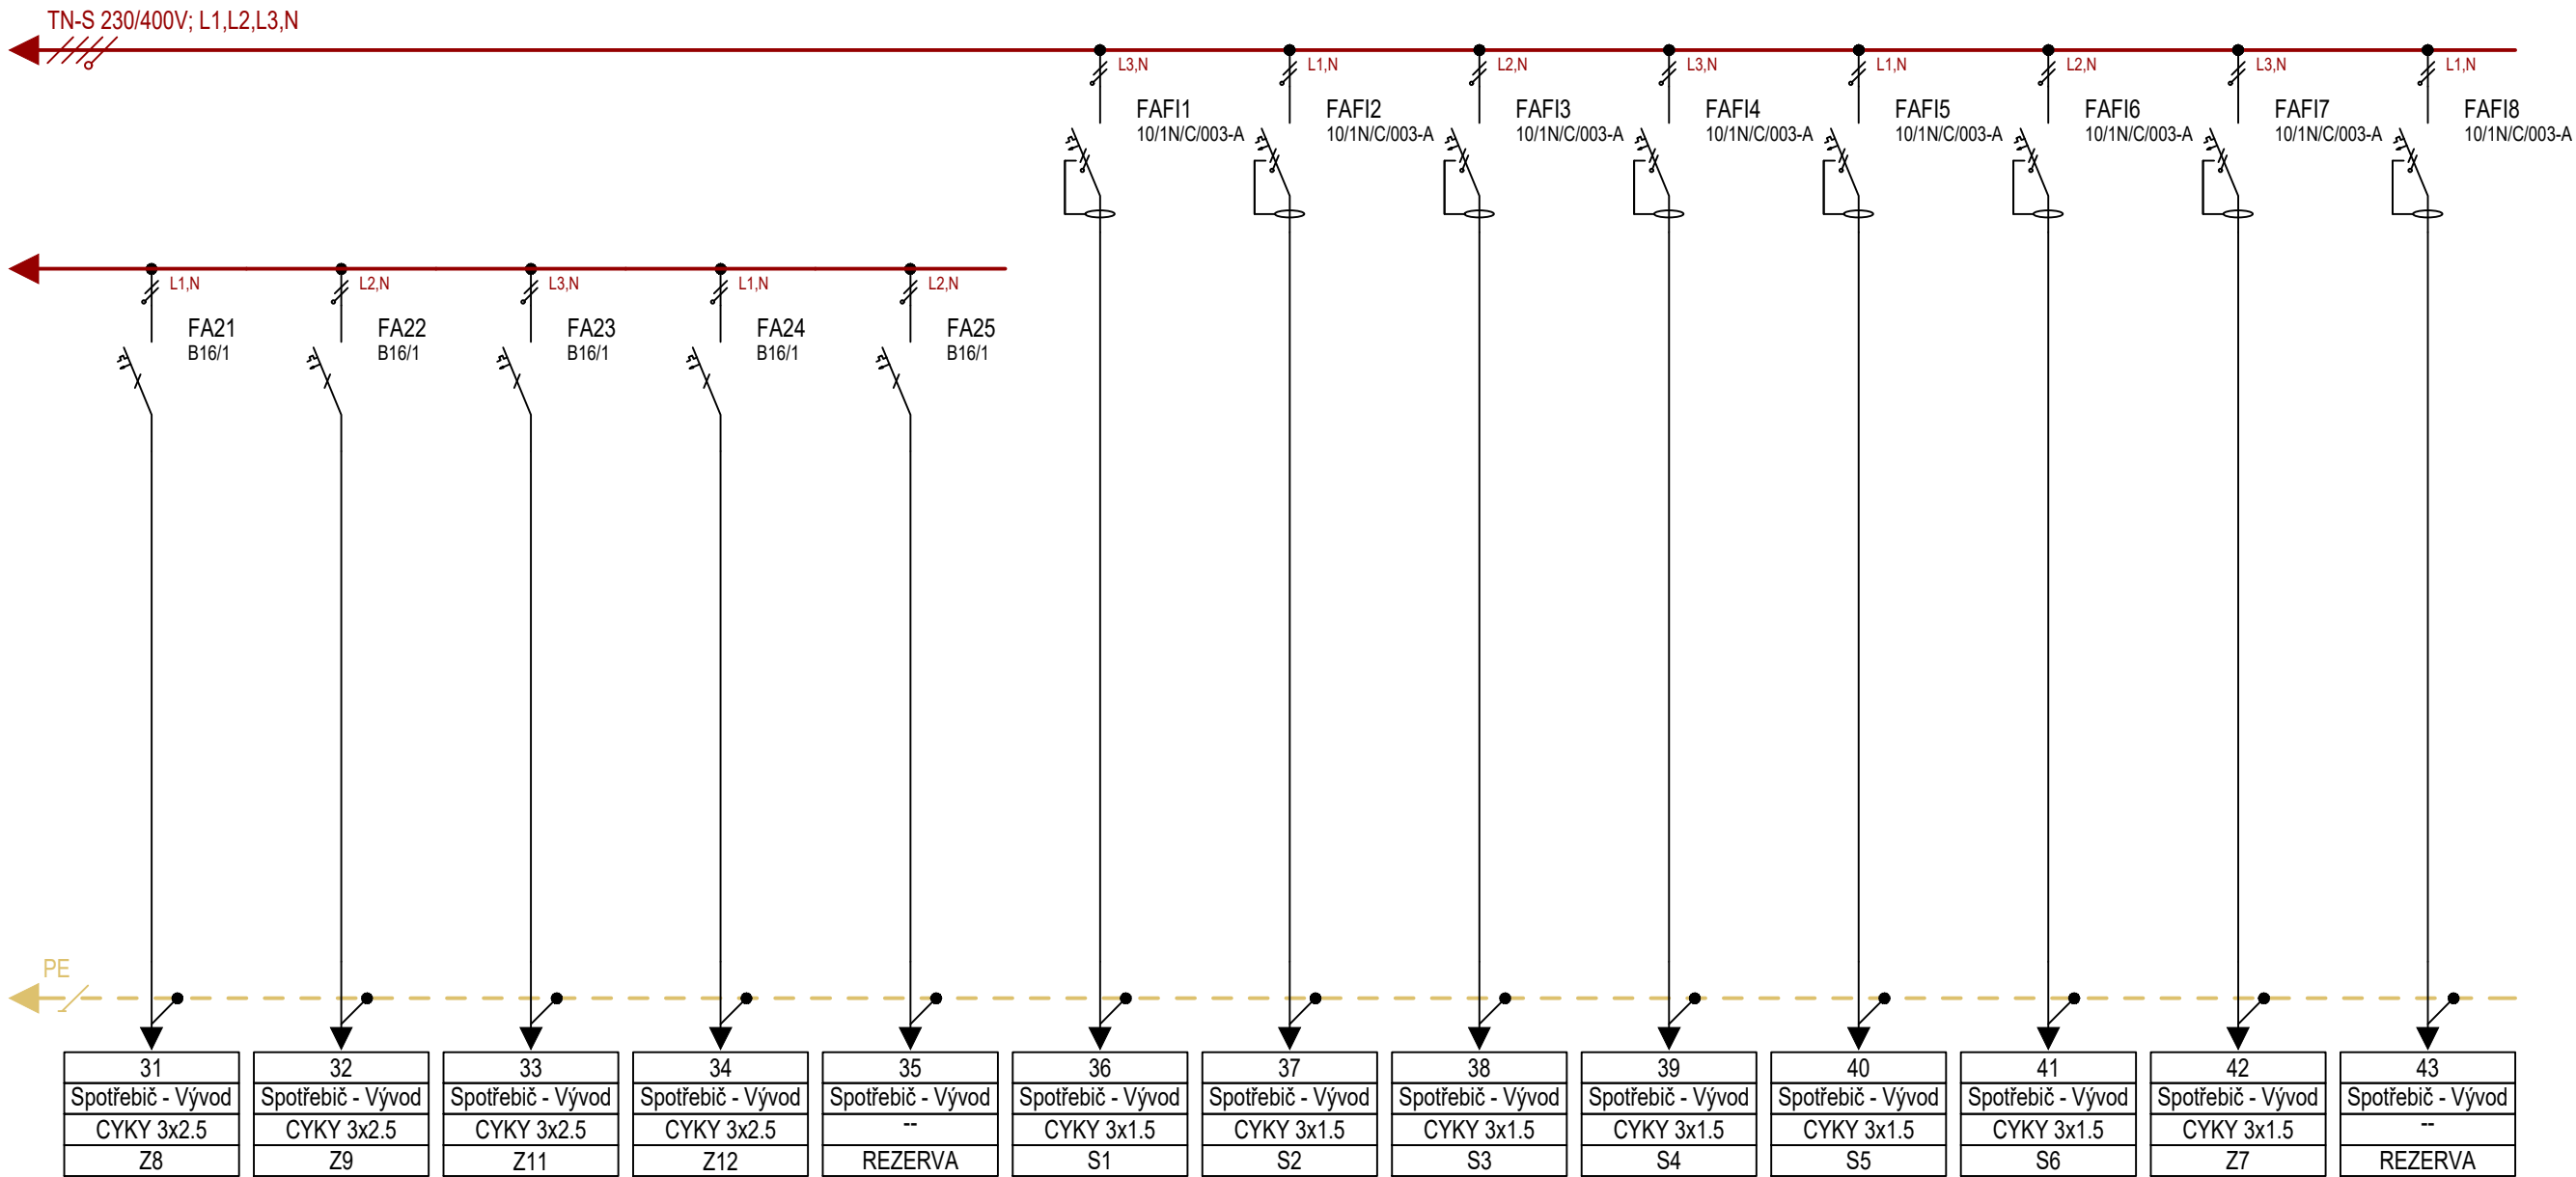 TN-S 230/400V; L1,L2,L3,N
L3,N
L1,N
L2,N
L3,N
L1,N
L2,N
L3,N
L1,N
FAFI1
10/1N/C/003-A
FAFI2
10/1N/C/003-A
FAFI3
10/1N/C/003-A
FAFI4
10/1N/C/003-A
FAFI5
10/1N/C/003-A
FAFI6
10/1N/C/003-A
FAFI7
10/1N/C/003-A
FAFI8
10/1N/C/003-A
L1,N
L2,N
L3,N
L1,N
L2,N
FA21
B16/1
FA22
B16/1
FA23
B16/1
FA24
B16/1
FA25
B16/1
PE
31
Spotřebič - Vývod
CYKY 3x2.5
Z8
32
Spotřebič - Vývod
CYKY 3x2.5
Z9
33
Spotřebič - Vývod
CYKY 3x2.5
Z11
34
Spotřebič - Vývod
CYKY 3x2.5
Z12
35
Spotřebič - Vývod
--
REZERVA
36
Spotřebič - Vývod
CYKY 3x1.5
S1
37
Spotřebič - Vývod
CYKY 3x1.5
S2
38
Spotřebič - Vývod
CYKY 3x1.5
S3
39
Spotřebič - Vývod
CYKY 3x1.5
S4
40
Spotřebič - Vývod
CYKY 3x1.5
S5
41
Spotřebič - Vývod
CYKY 3x1.5
S6
42
Spotřebič - Vývod
CYKY 3x1.5
Z7
43
Spotřebič - Vývod
--
REZERVA